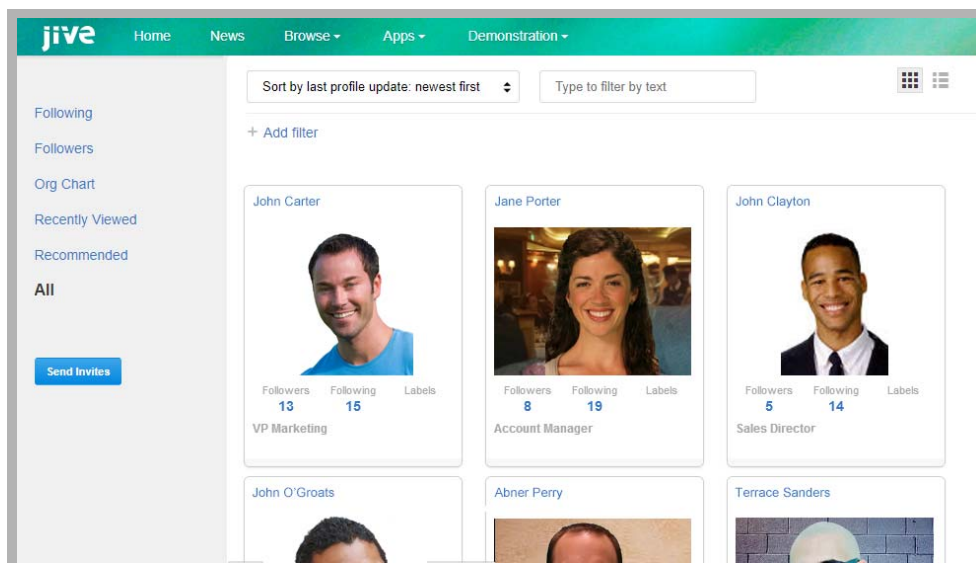 jive Home News Browse Apps Demonstration
Following
Followers
Org Chart
Recently Viewed
Recommended
All
Send Invites
Sort by last profile update: newest first Type to filter by text
+ Add filter
John Carter
Followers Following Labels
13 15
VP Marketing
Jane Porter
Followers Following Labels
8 19
Account Manager
John Clayton
Followers Following Labels
5 14
Sales Director
John O'Groats
Abner Perry
Terrace Sanders